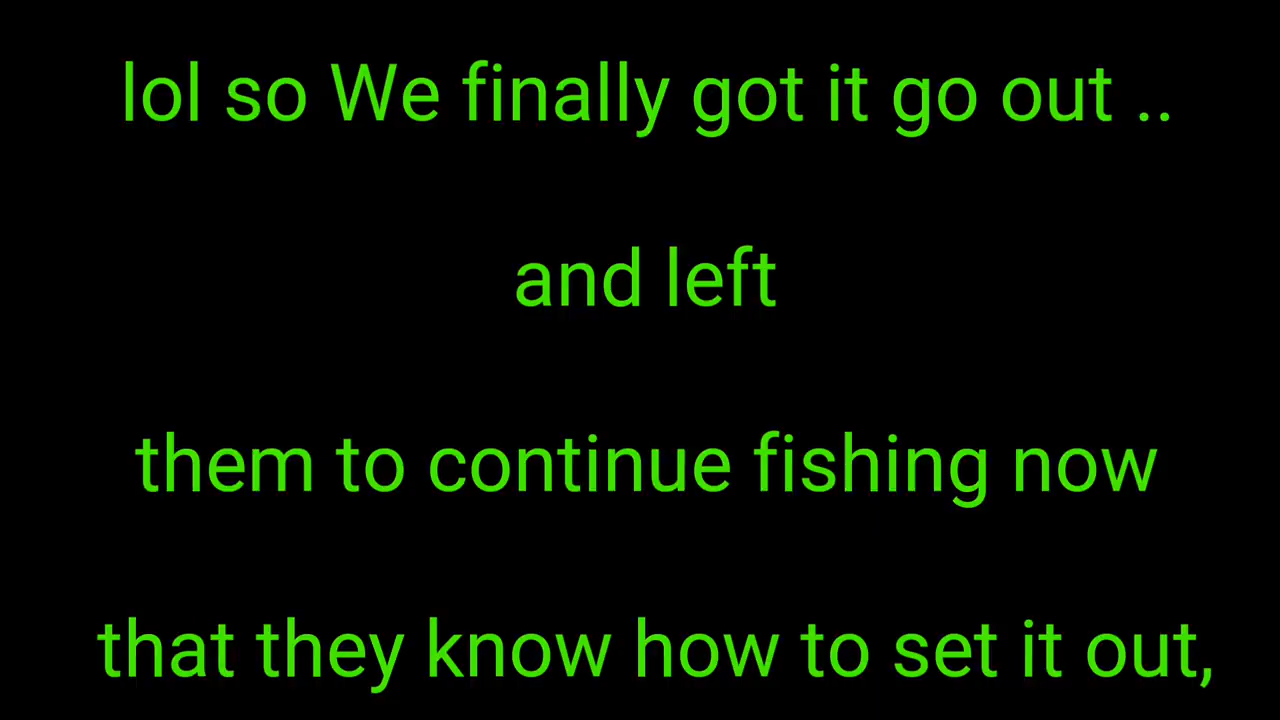 lol so We finally got it go out ..
and left
them to continue fishing now
that they know how to set it out,